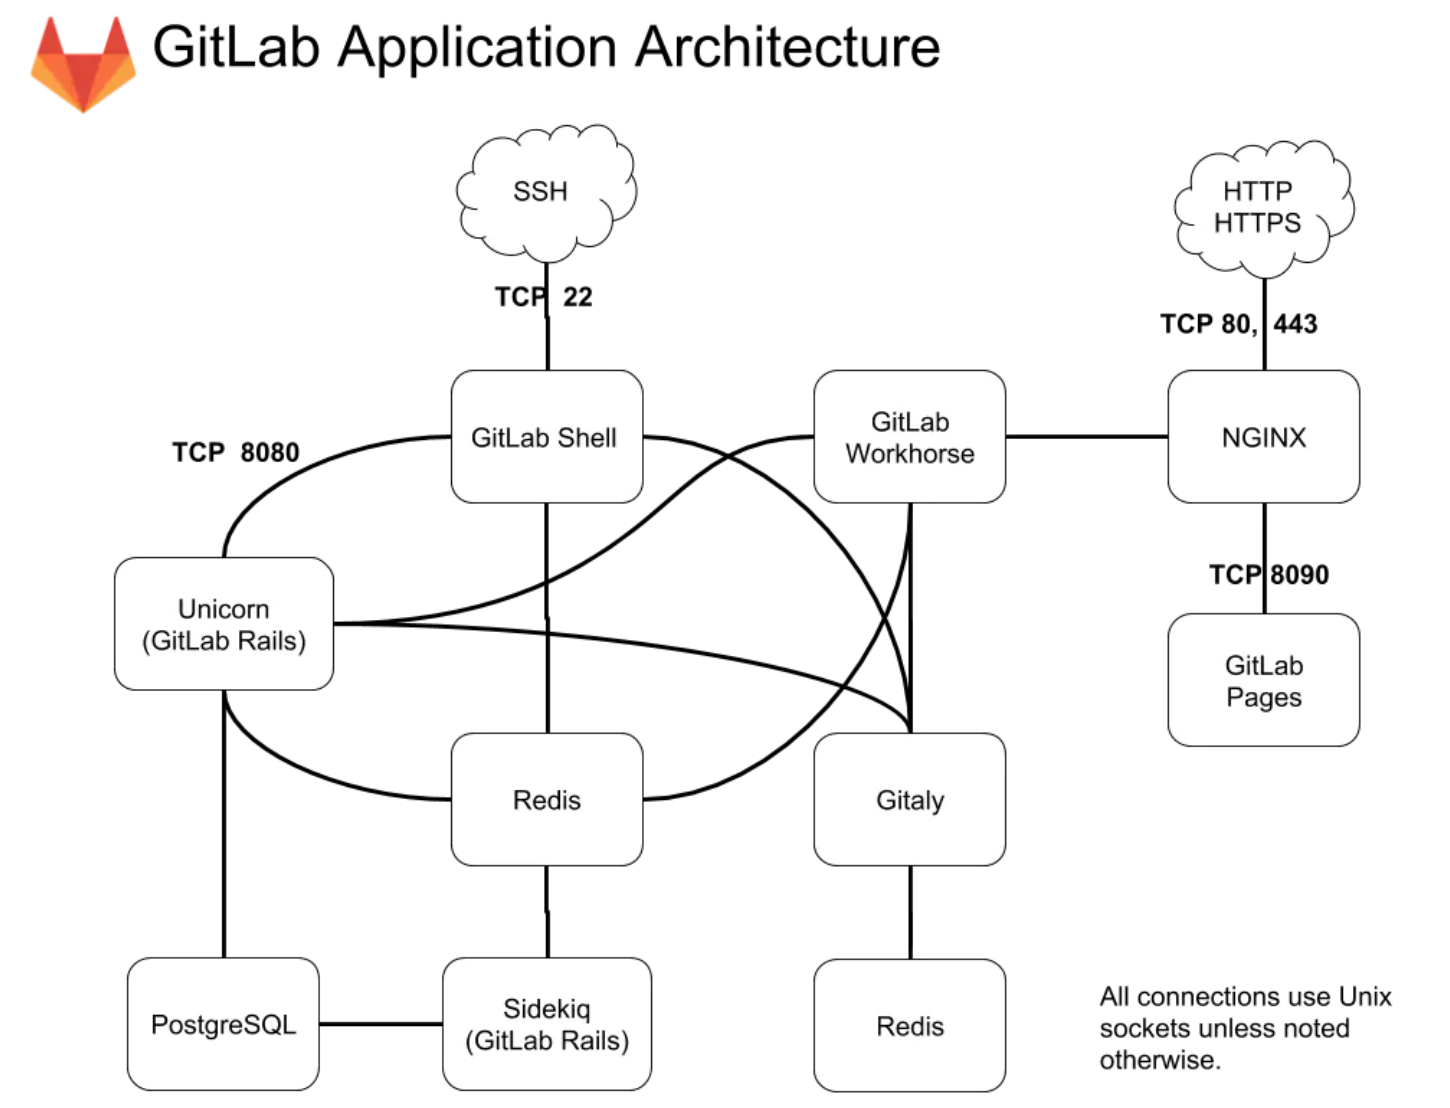 GitLab Application Architecture
SSH
HTTP
HTTPS
TCP 22
TCP 80, 443
GitLab Shell
GitLab
Workhorse
NGINX
TCP 8080
TCP 8090
Unicorn
(GitLab Rails)
GitLab
Pages
Redis
Gitaly
PostgreSQL
Sidekiq
(GitLab Rails)
Redis
All connections use Unix
sockets unless noted
otherwise.